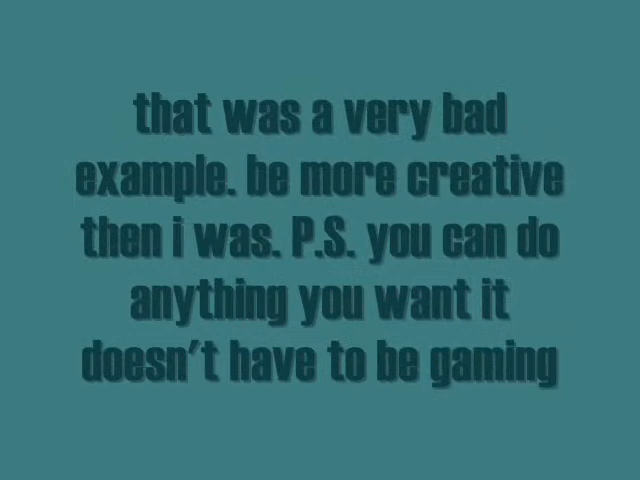 that was a very bad
example. be more creative
then i was. P.S. you can do
anything you want it
doesn't have to be gaming